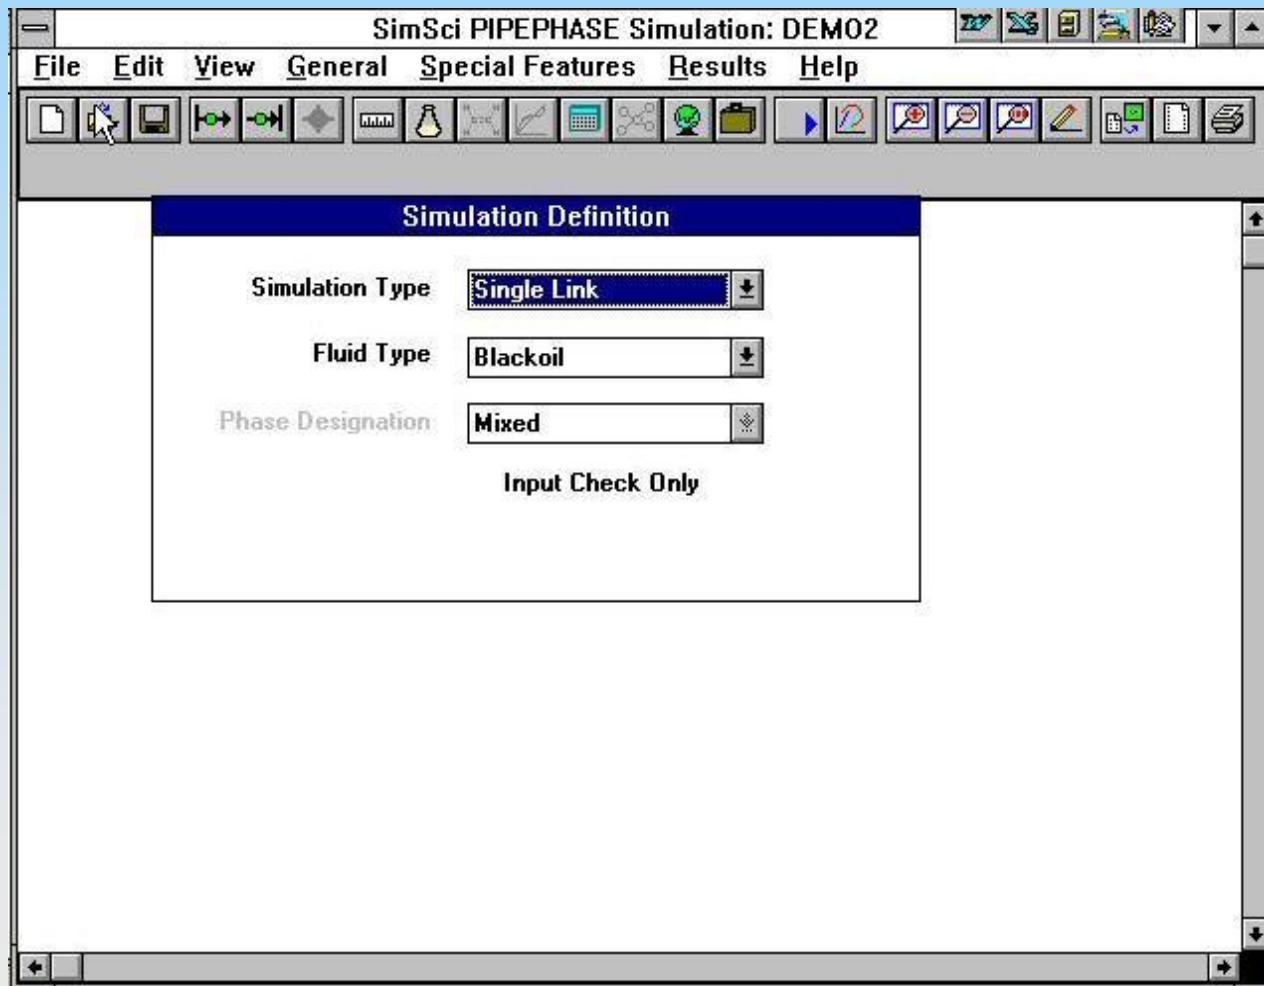 SimSci PIPEPHASE Simulation: DEMO2
File Edit View General Special Features Results Help
Simulation Definition
Simulation Type Single Link
Fluid Type Blackoil
Phase Designation Mixed
Input Check Only